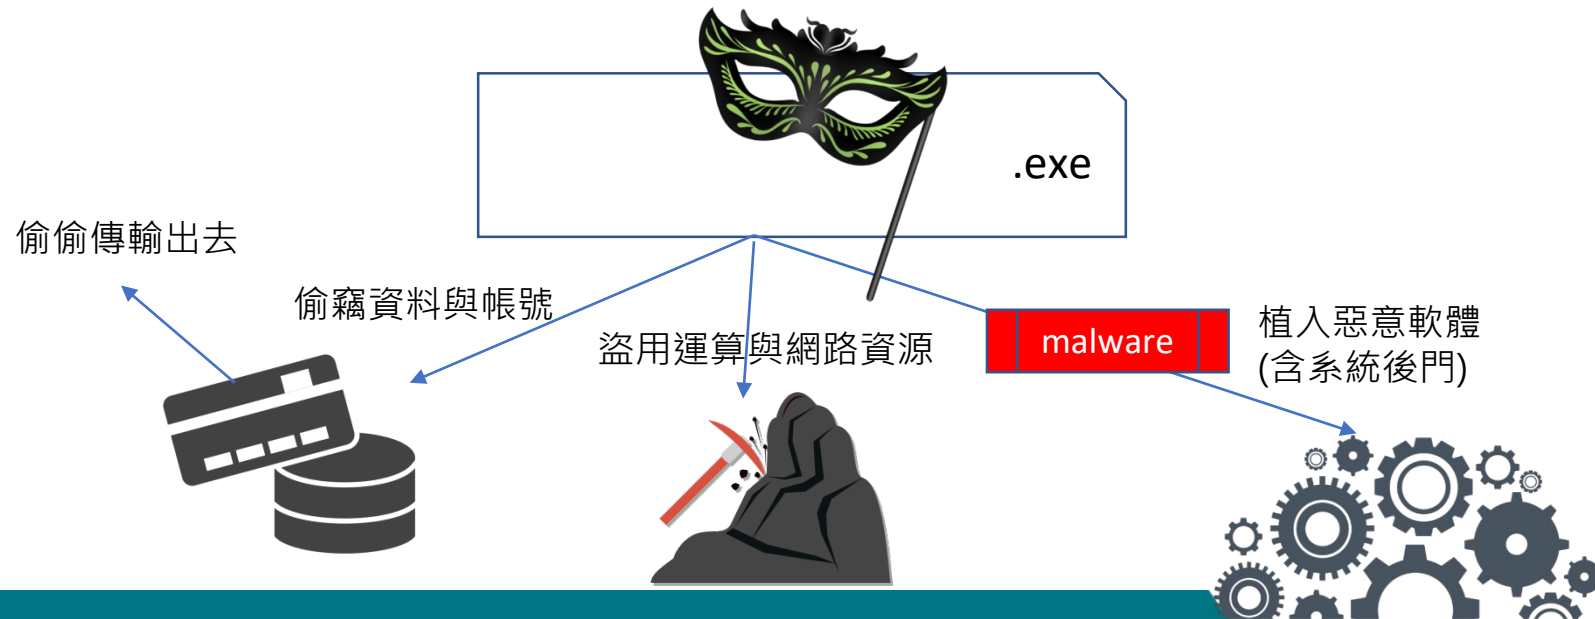 .exe
偷偷傳輸出去
偷竊資料與帳號
盜用運算與網路資源
malware
植入惡意軟體
(含系統後門)